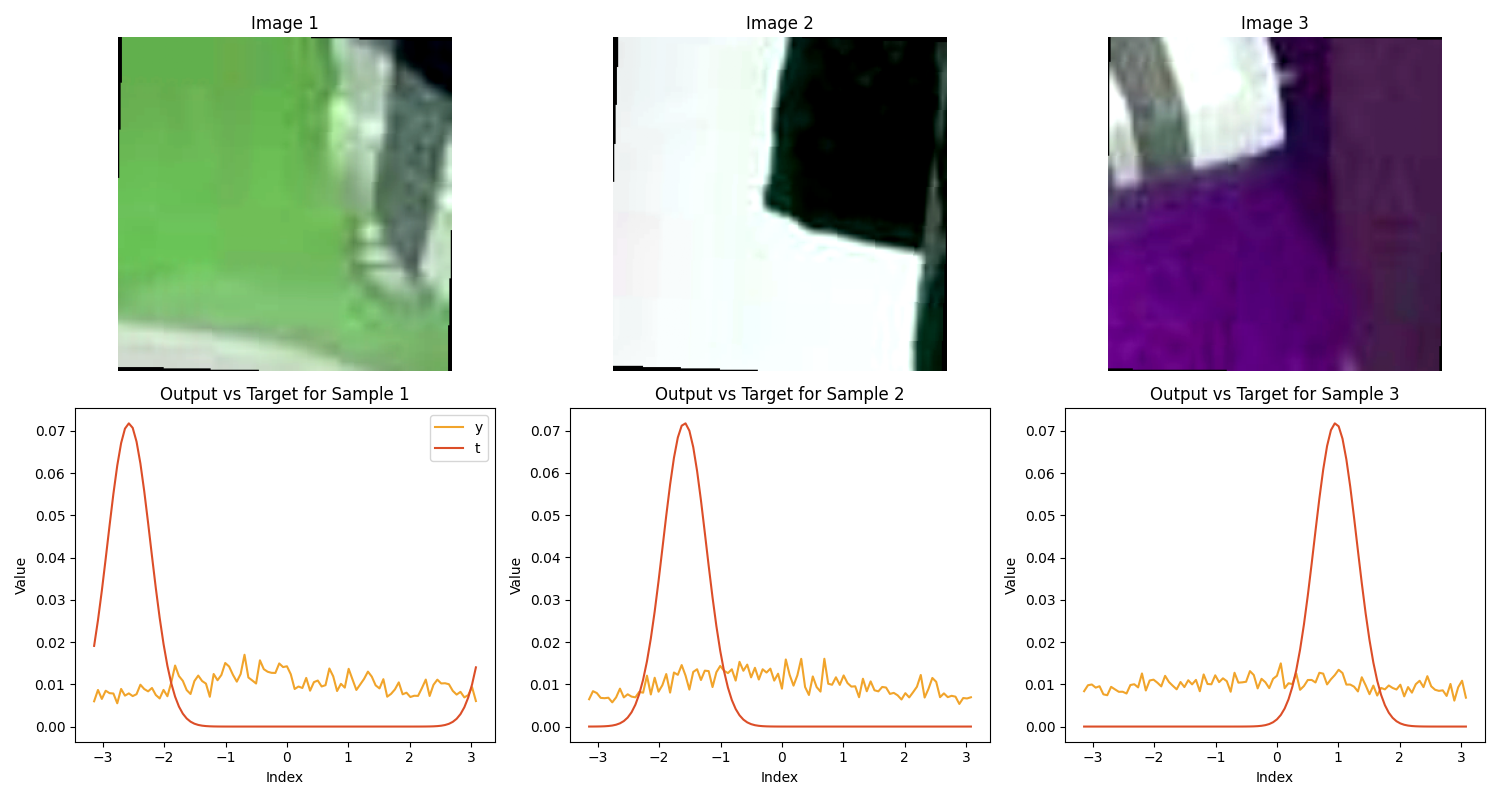 Image 1
Image 2
Image 3
Output vs Target for Sample 1
Output vs Target for Sample 2
Output vs Target for Sample 3
Value
0.07
0.06
0.05
0.04
0.03
0.02
0.01
0.00
y
t
−3 −2 −1 0 1 2 3
Index
Value
0.07
0.06
0.05
0.04
0.03
0.02
0.01
0.00
−3 −2 −1 0 1 2 3
Index
Value
0.07
0.06
0.05
0.04
0.03
0.02
0.01
0.00
−3 −2 −1 0 1 2 3
Index